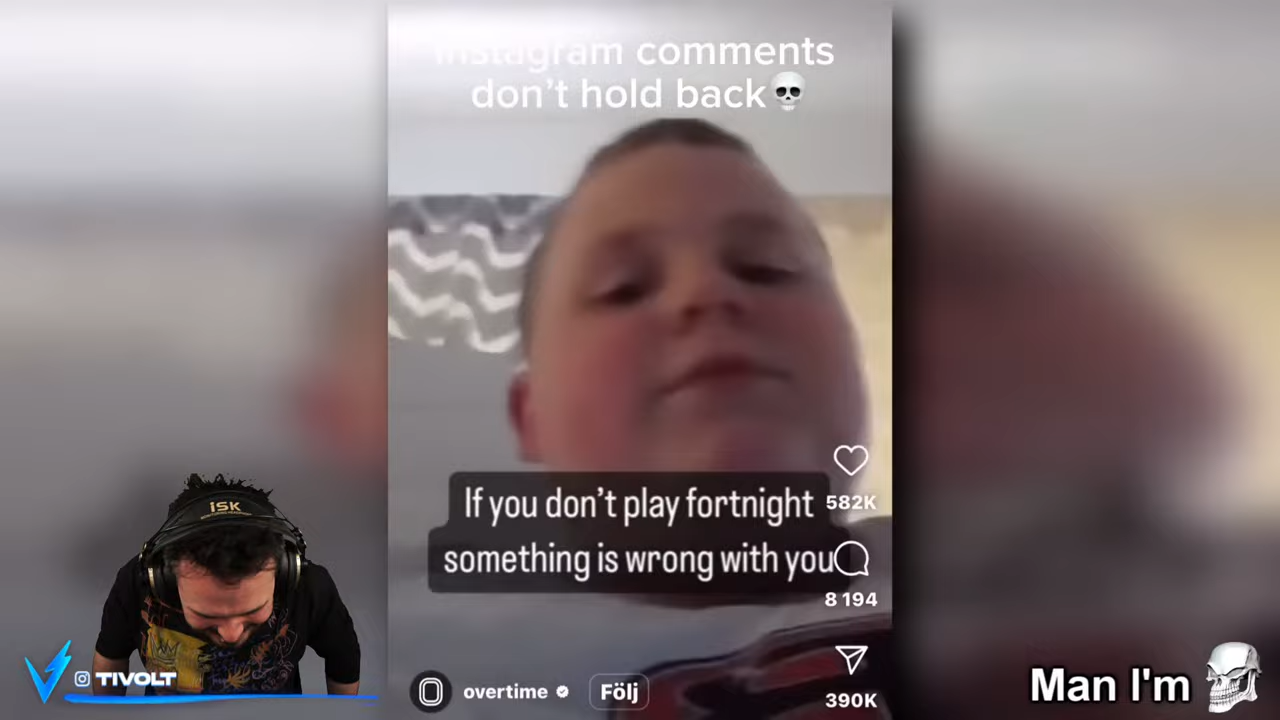 Instagram comments
don't hold back💀
If you don't play fortnight
something is wrong with you
582K
8 194
390K
overtime
Följ
iSK
TIVOLT
Man I'm